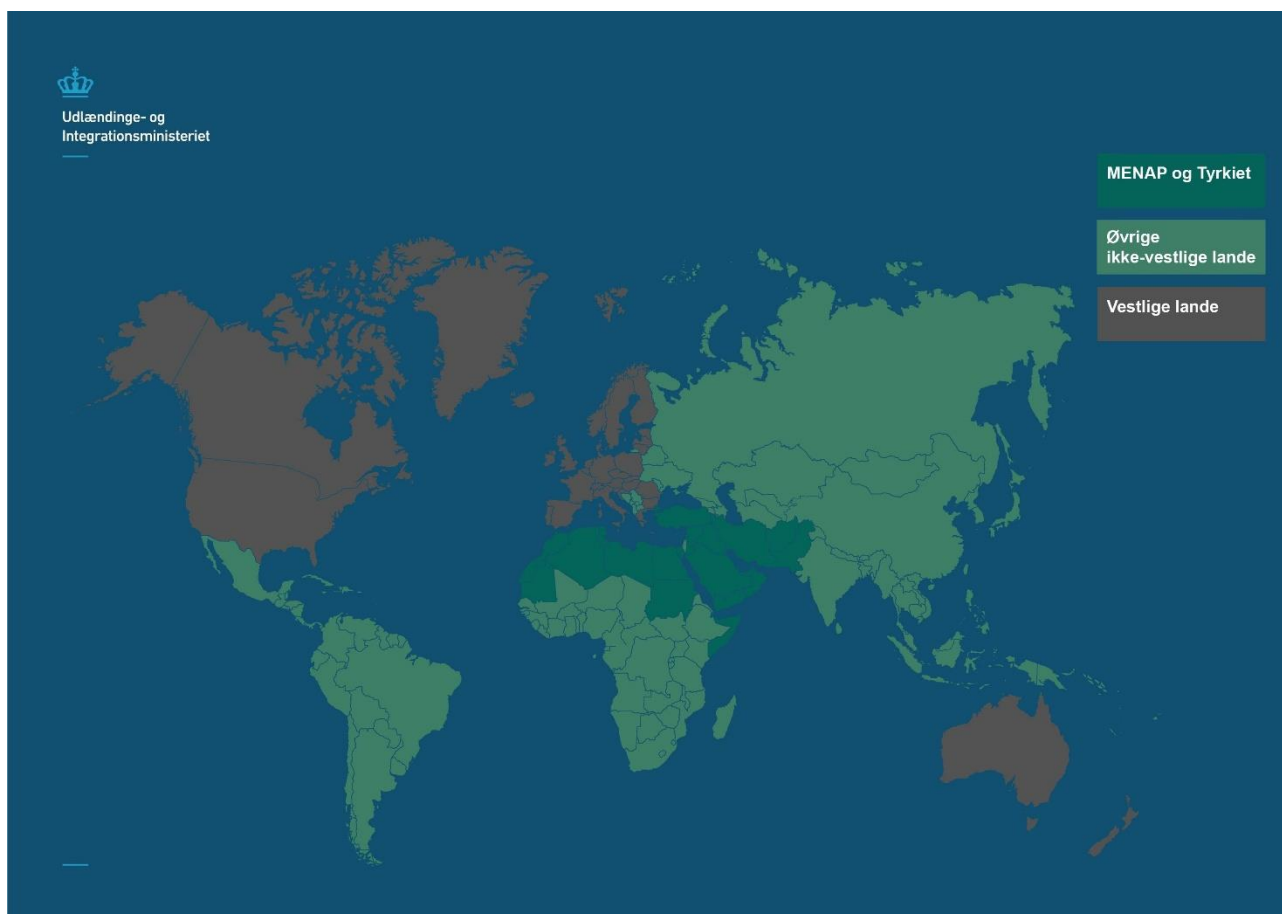 Udlændinge- og
Integrationsministeriet
MENAP og Tyrkiet
Øvrige
ikke-vestlige lande
Vestlige lande